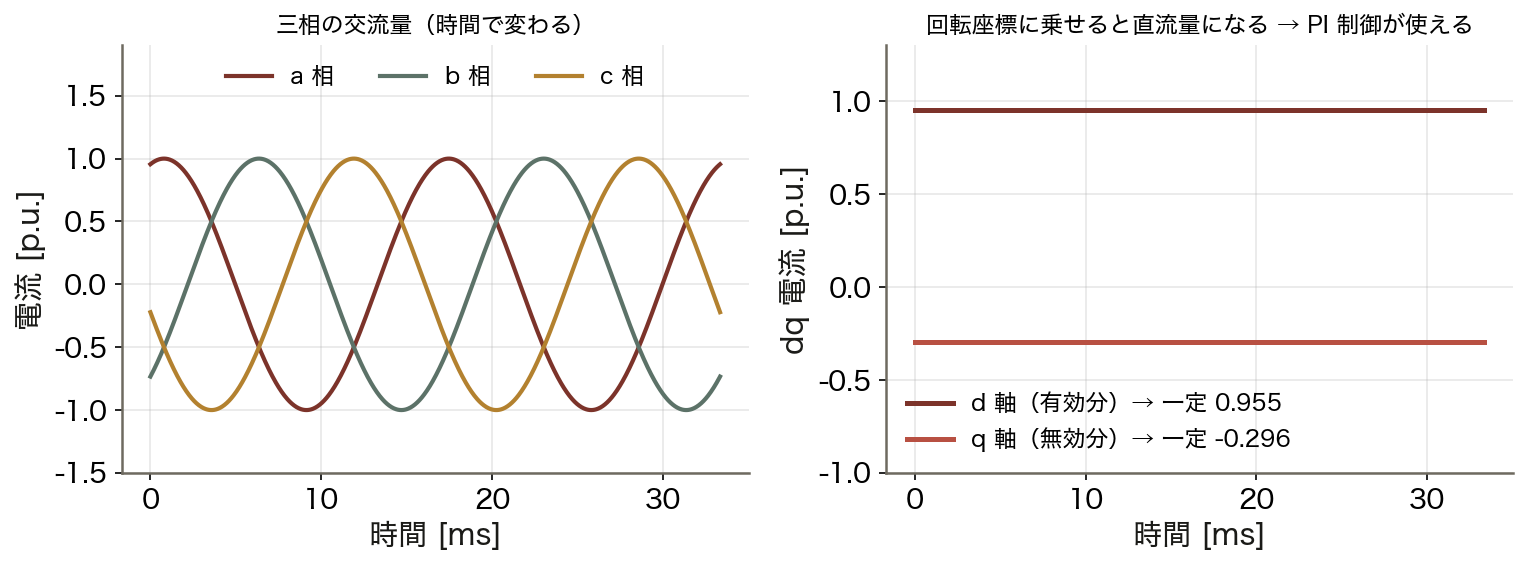 三相の交流量（時間で変わる）
a 相
b 相
c 相
1.5
1.0
0.5
0.0
-0.5
-1.0
-1.5
電流 [p.u.]
0
10
20
30
時間 [ms]
回転座標に乗せると直流量になる → PI 制御が使える
1.0
0.5
0.0
-0.5
-1.0
dq 電流 [p.u.]
d 軸（有効分）→ 一定 0.955
q 軸（無効分）→ 一定 -0.296
0
10
20
30
時間 [ms]